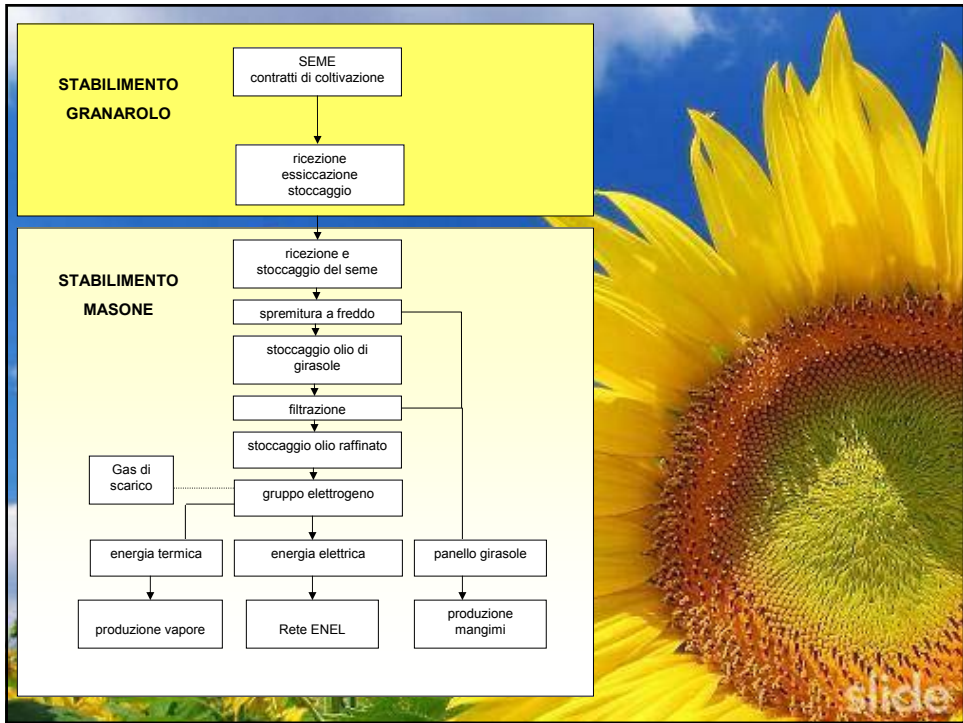 STABILIMENTO
GRANAROLO
SEME
contratti di coltivazione
ricezione
essiccazione
stoccaggio
STABILIMENTO
MASONE
ricezione e
stoccaggio del seme
spremitura a freddo
stoccaggio olio di
girasole
filtrazione
stoccaggio olio raffinato
Gas di
scarico
gruppo elettrogeno
energia termica
energia elettrica
panello girasole
produzione vapore
Rete ENEL
produzione
mangimi
slide